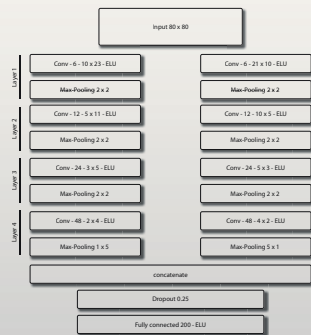 Input 80 x 80
Layer 1
Conv - 6 - 10 x 23 - ELU
Conv - 6 - 21 x 10 - ELU
Max-Pooling 2 x 2
Max-Pooling 2 x 2
Layer 2
Conv - 12 - 5 x 11 - ELU
Conv - 12 - 10 x 5 - ELU
Max-Pooling 2 x 2
Max-Pooling 2 x 2
Layer 3
Conv - 24 - 3 x 5 - ELU
Conv - 24 - 5 x 3 - ELU
Max-Pooling 2 x 2
Max-Pooling 2 x 2
Layer 4
Conv - 48 - 2 x 4 - ELU
Conv - 48 - 4 x 2 - ELU
Max-Pooling 1 x 5
Max-Pooling 5 x 1
concatenate
Dropout 0.25
Fully connected 200 - ELU